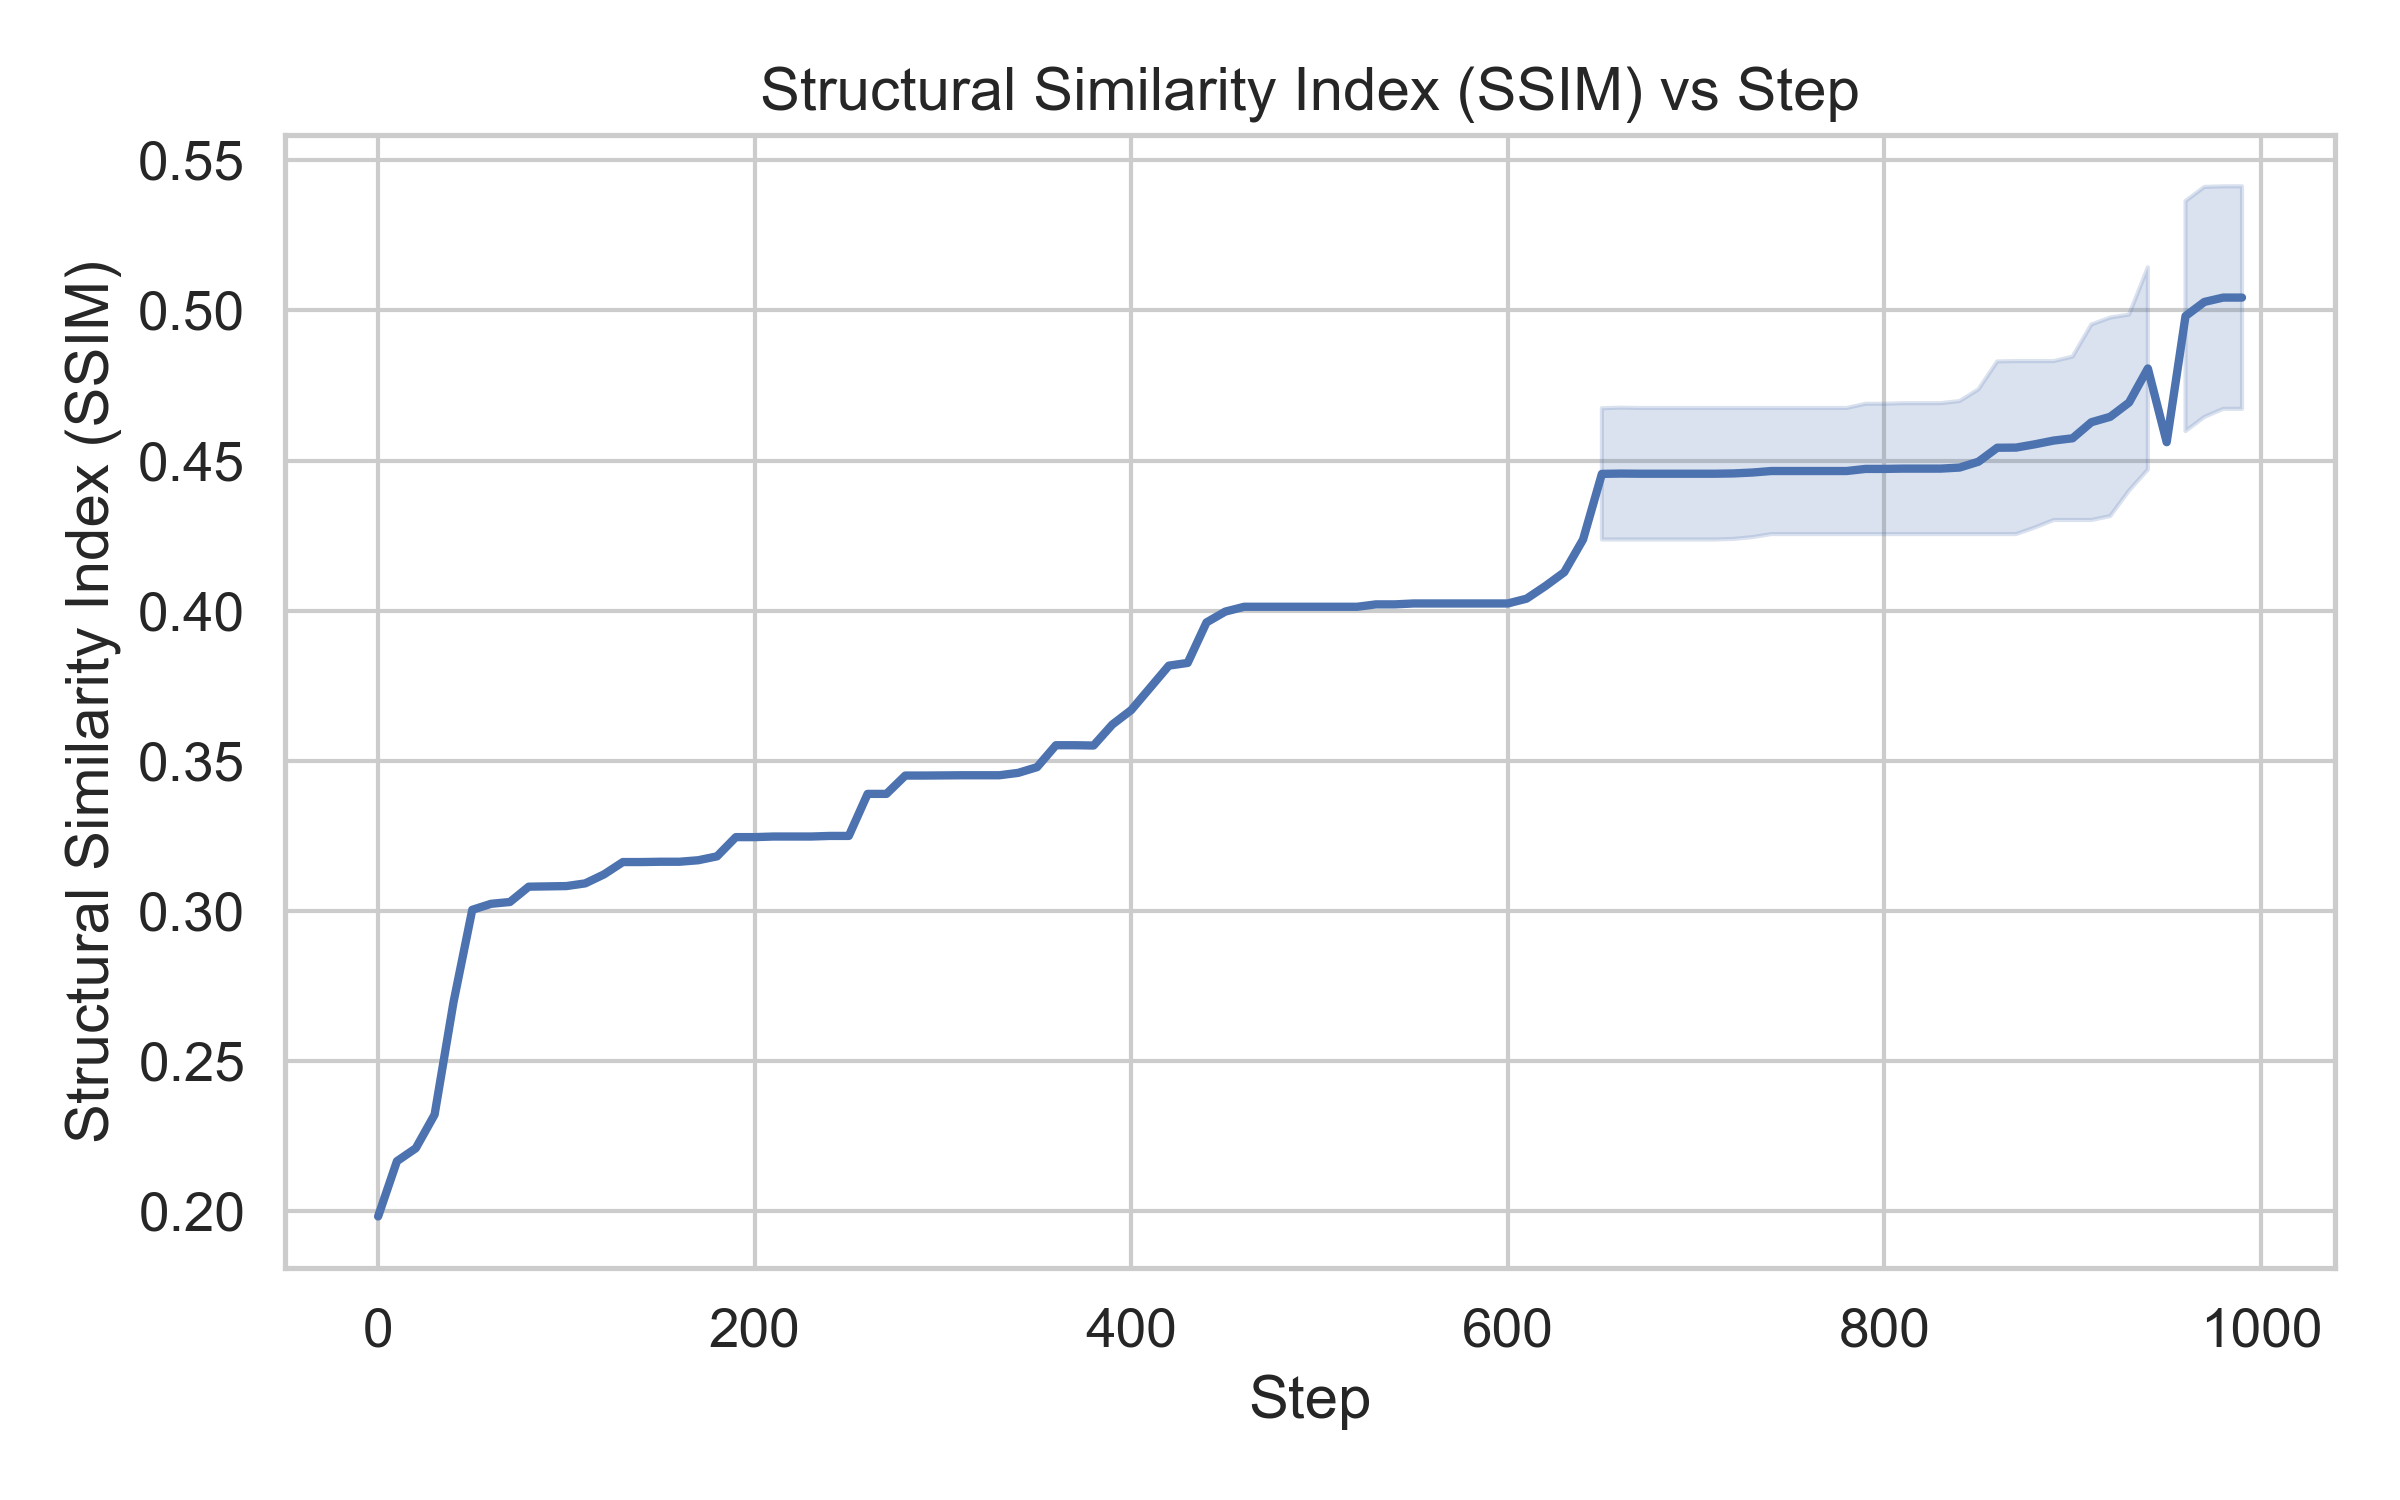 Structural Similarity Index (SSIM) vs Step
Structural Similarity Index (SSIM)
0.55
0.50
0.45
0.40
0.35
0.30
0.25
0.20
0 200 400 600 800 1000
Step